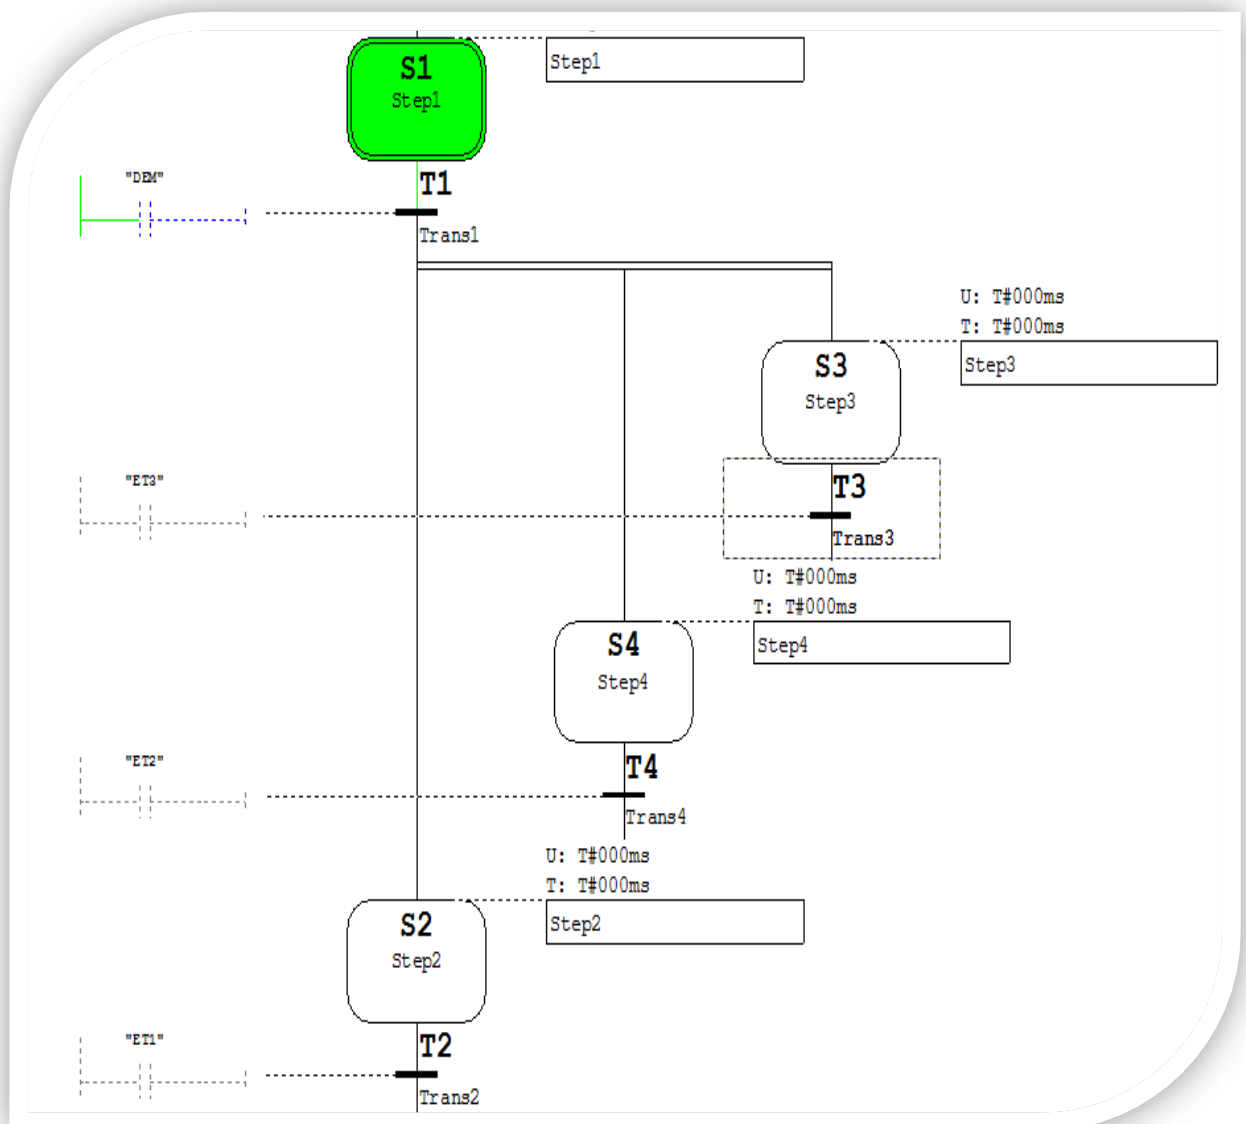 S1
Step1
Step1
"DEM"
T1
Trans1
U: T#000ms
T: T#000ms
S3
Step3
Step3
"ET3"
T3
Trans3
U: T#000ms
T: T#000ms
S4
Step4
Step4
"ET2"
T4
Trans4
U: T#000ms
T: T#000ms
S2
Step2
Step2
"ET1"
T2
Trans2